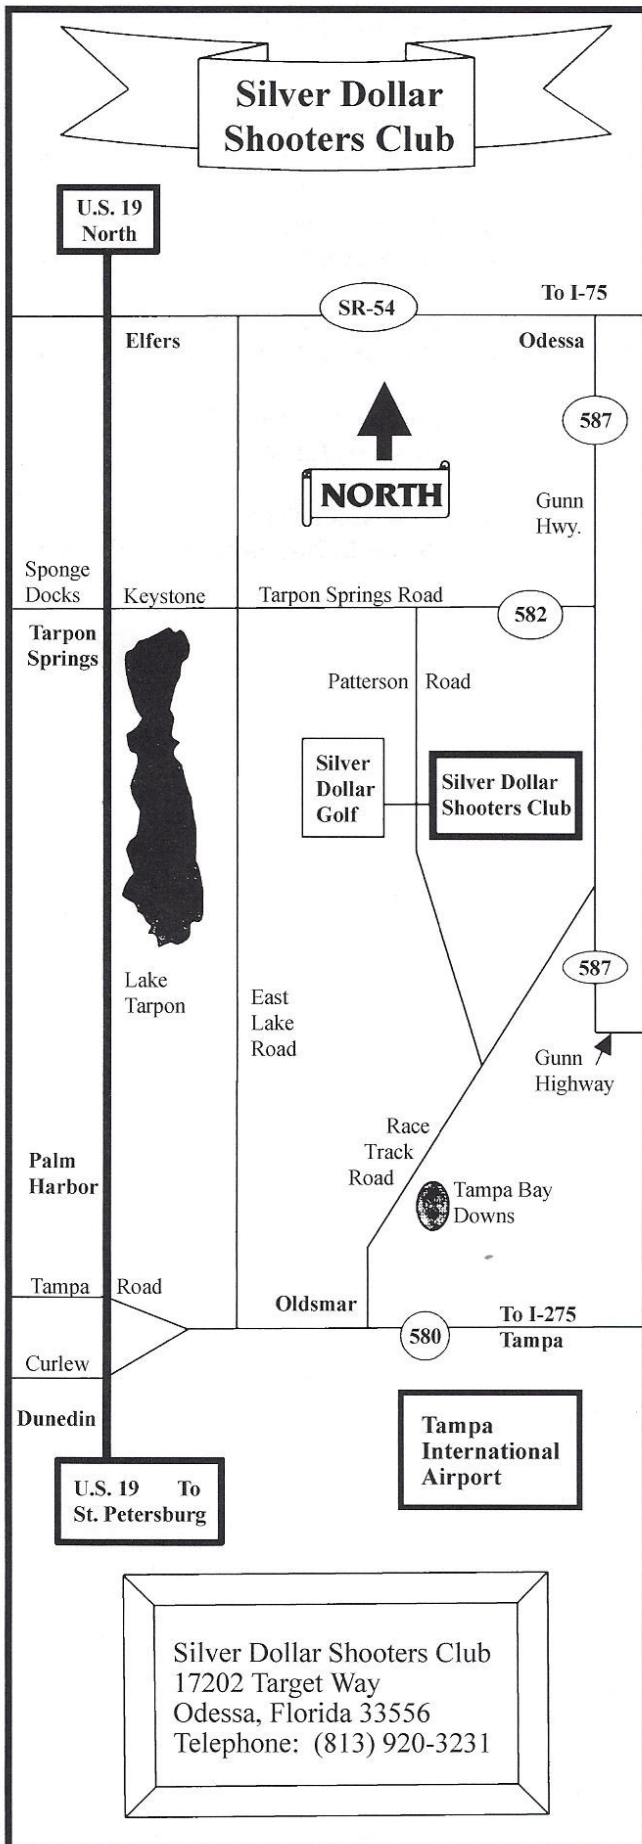 Silver Dollar
Shooters Club
U.S. 19
North
To I-75
SR-54
Elfers
Odessa
587
NORTH
Gunn
Hwy.
Sponge
Docks
Keystone
Tarpon Springs Road
582
Tarpon
Springs
Patterson Road
Silver
Dollar
Golf
Silver Dollar
Shooters Club
587
Lake
Tarpon
East
Lake
Road
Gunn
Highway
Race
Track
Road
Palm
Harbor
Tampa Bay
Downs
Tampa Road
Oldsmar
To I-275
580
Tampa
Curlew
Dunedin
Tampa
International
Airport
U.S. 19 To
St. Petersburg
Silver Dollar Shooters Club
17202 Target Way
Odessa, Florida 33556
Telephone: (813) 920-3231